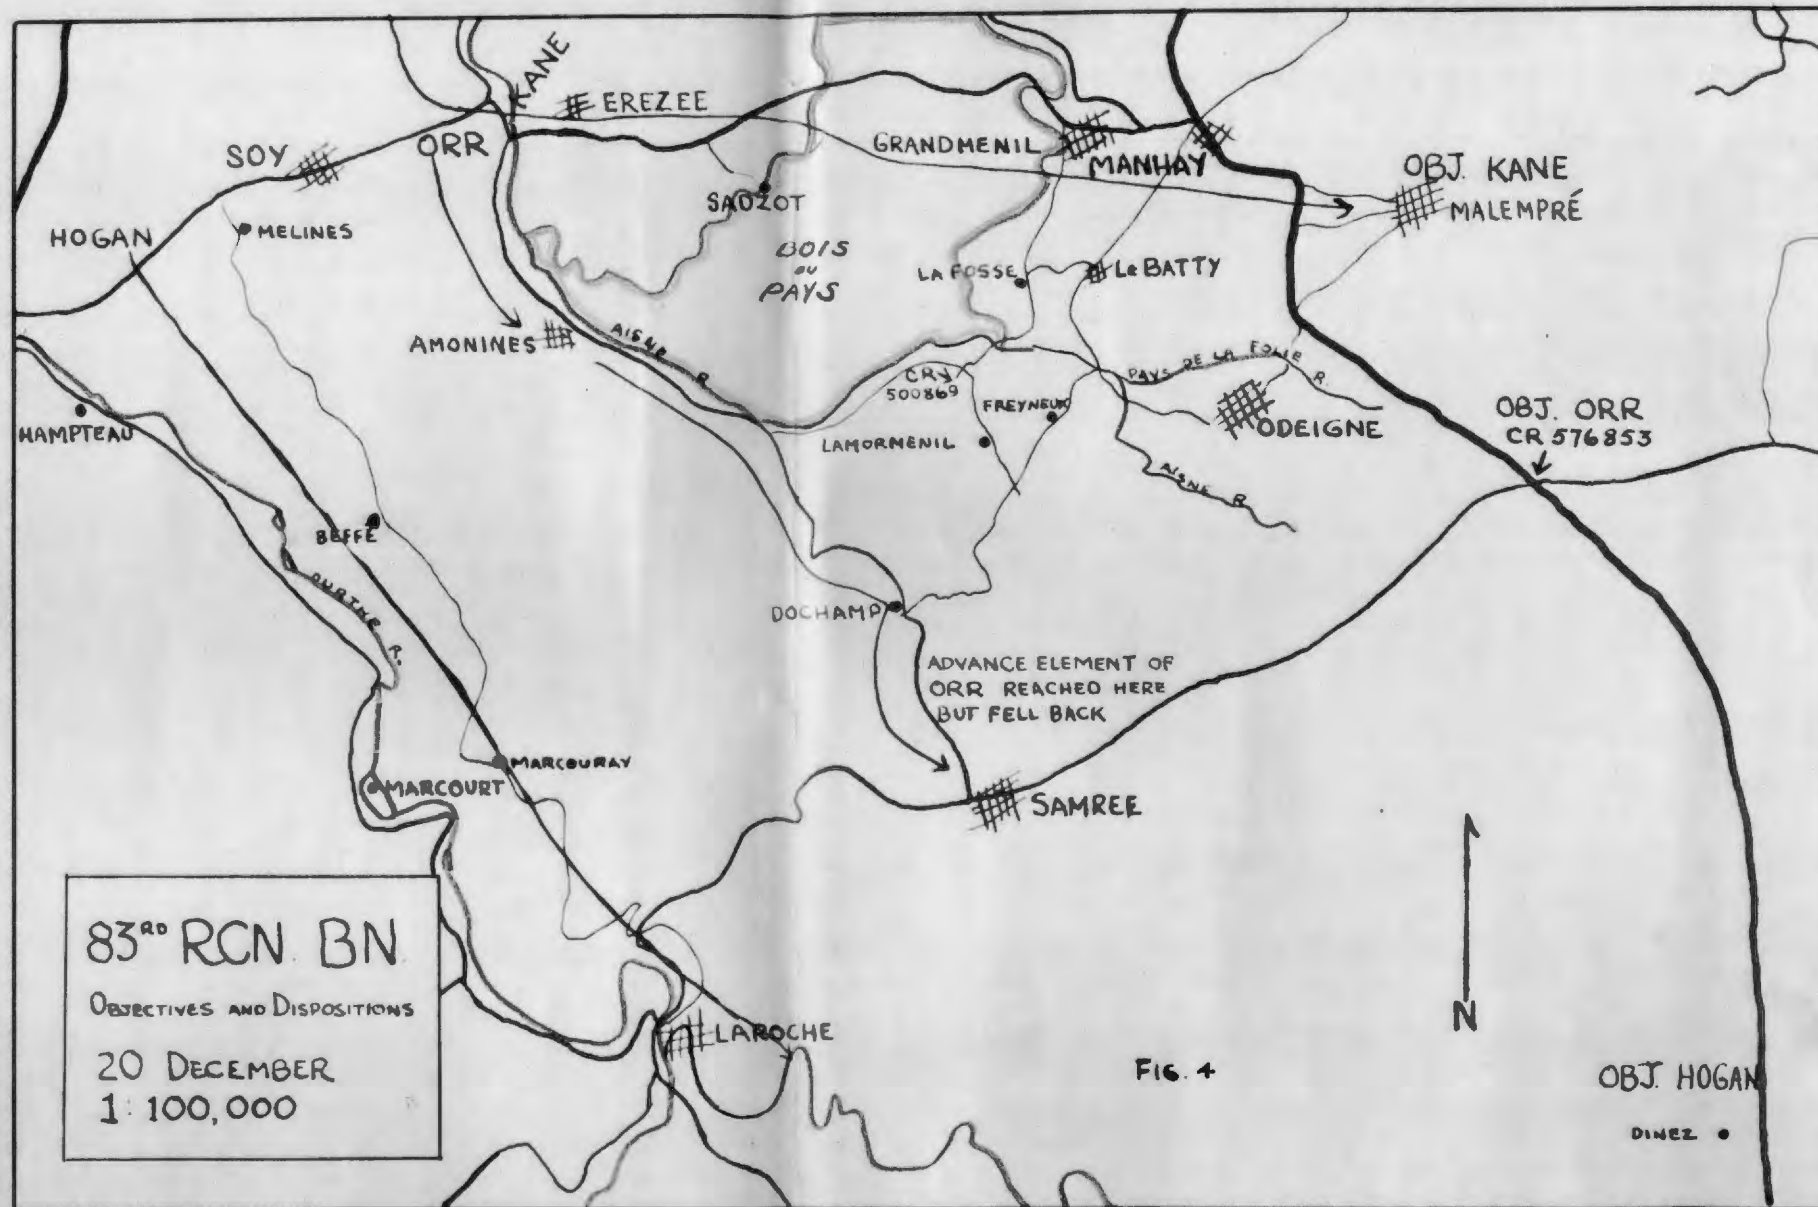 KANE
EREZEE
SOY
ORR
GRANDMENIL
MANHAY
OBJ. KANE
MALEMPRÉ
SADZOT
HOGAN
MELINES
BOIS
DU
PAYS
LA FOSSE
Le BATTY
AMONINES
AISNE R.
CRY
500869
PAYS DE LA FOLIE R.
FREYNEUX
ODEIGNE
OBJ. ORR
CR 576853
HAMPTEAU
LAMORMENIL
AISNE R.
BEFFE
OURTHE R.
DOCHAMP
ADVANCE ELEMENT OF
ORR REACHED HERE
BUT FELL BACK
MARCOURAY
MARCOURT
SAMREE
83RD RCN. BN.
OBJECTIVES AND DISPOSITIONS
20 DECEMBER
1:100,000
LAROCHE
N
FIG. 4
OBJ. HOGAN
DINEZ